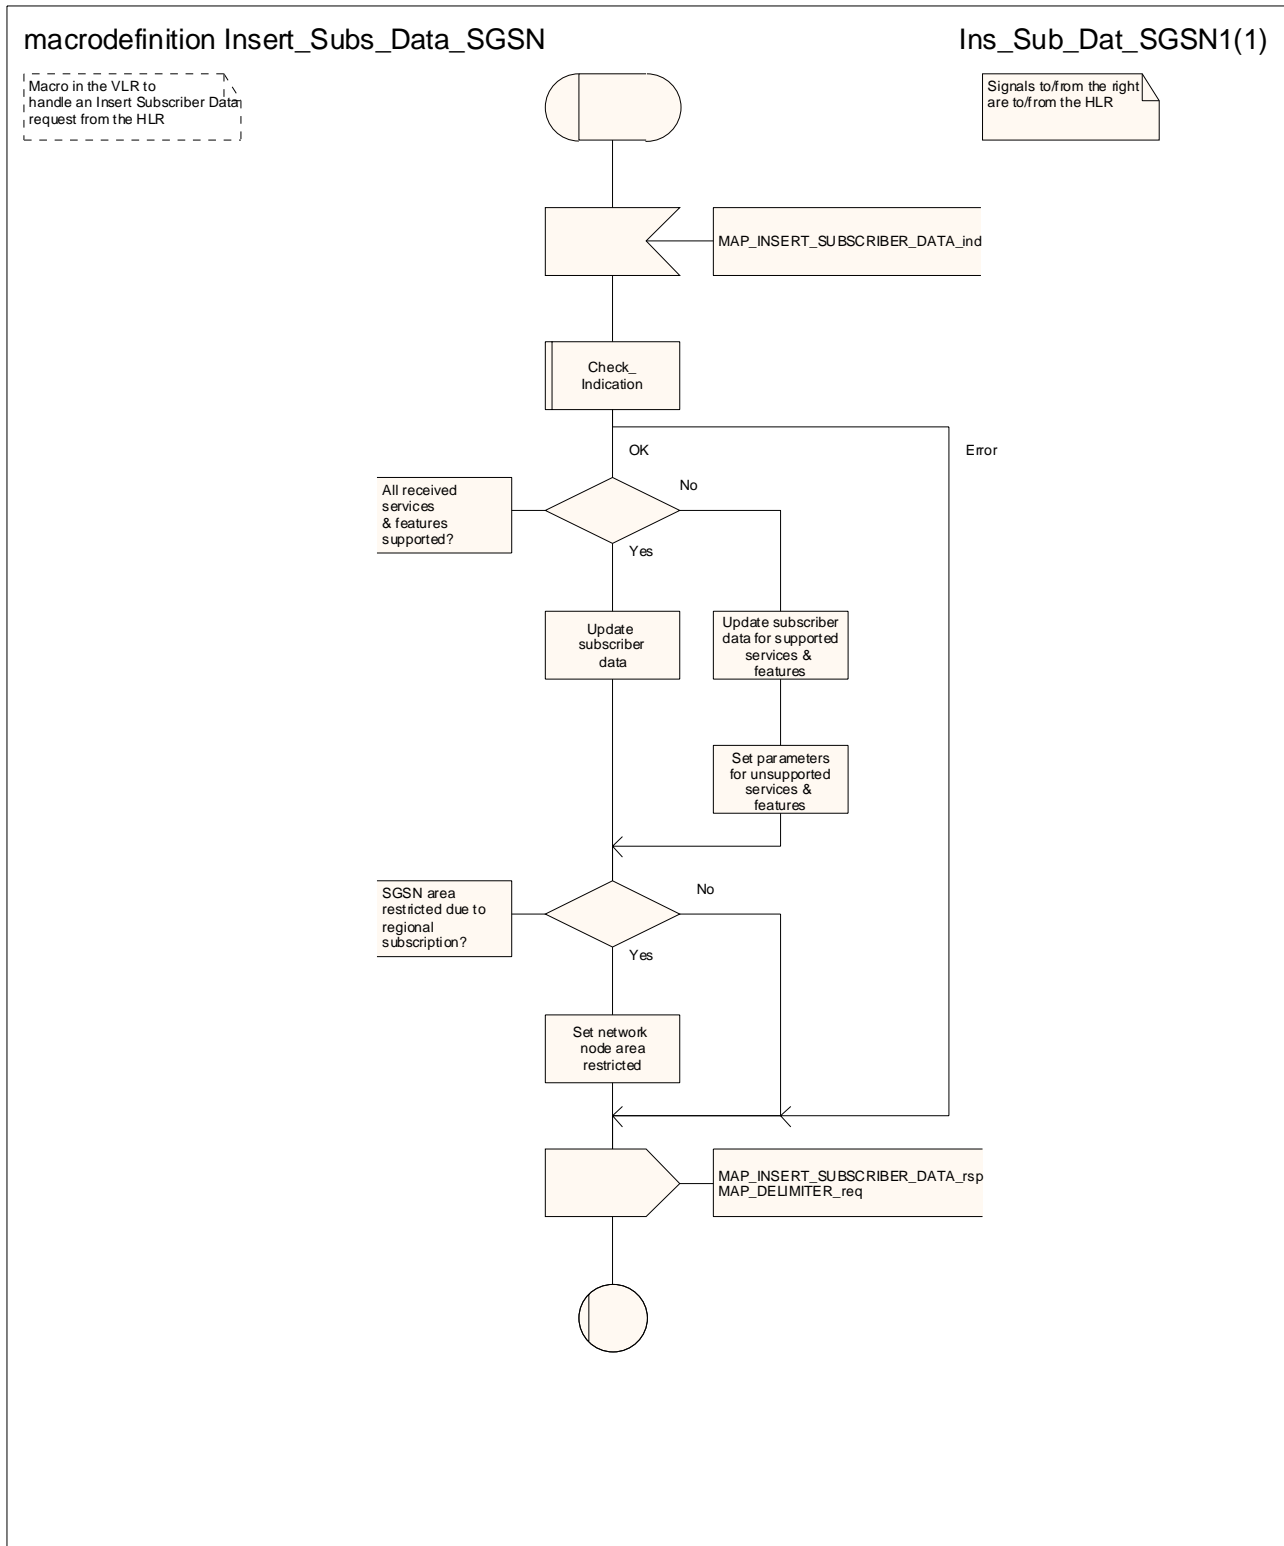 macrodefinition Insert_Subs_Data_SGSN
Ins_Sub_Dat_SGSN1(1)
Macro in the VLR to
handle an Insert Subscriber Data
request from the HLR
Signals to/from the right
are to/from the HLR
MAP_INSERT_SUBSCRIBER_DATA_ind
Check_
Indication
OK
Error
All received
services
& features
supported?
No
Yes
Update
subscriber
data
Update subscriber
data for supported
services &
features
Set parameters
for unsupported
services &
features
SGSN area
restricted due to
regional
subscription?
No
Yes
Set network
node area
restricted
MAP_INSERT_SUBSCRIBER_DATA_rsp
MAP_DELIMITER_req